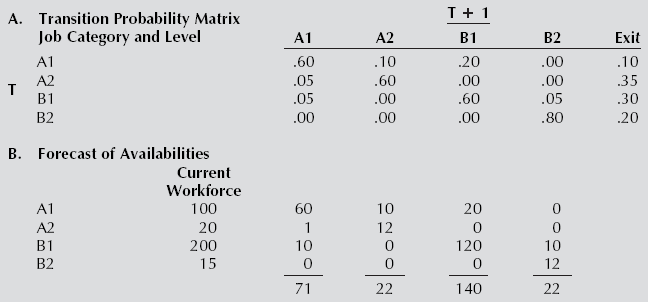 T + 1
A. Transition Probability Matrix
Job Category and Level A1 A2 B1 B2 Exit
A1 .60 .10 .20 .00 .10
T
A2 .05 .60 .00 .00 .35
B1 .05 .00 .60 .05 .30
B2 .00 .00 .00 .80 .20
B. Forecast of Availabilities
Current
Workforce
A1 100 60 10 20 0
A2 20 1 12 0 0
B1 200 10 0 120 10
B2 15 0 0 0 12
71 22 140 22